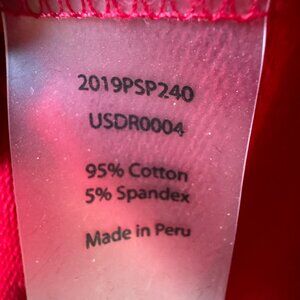 2019PSP240
USDR0004
95% Cotton
5% Spandex
Made in Peru